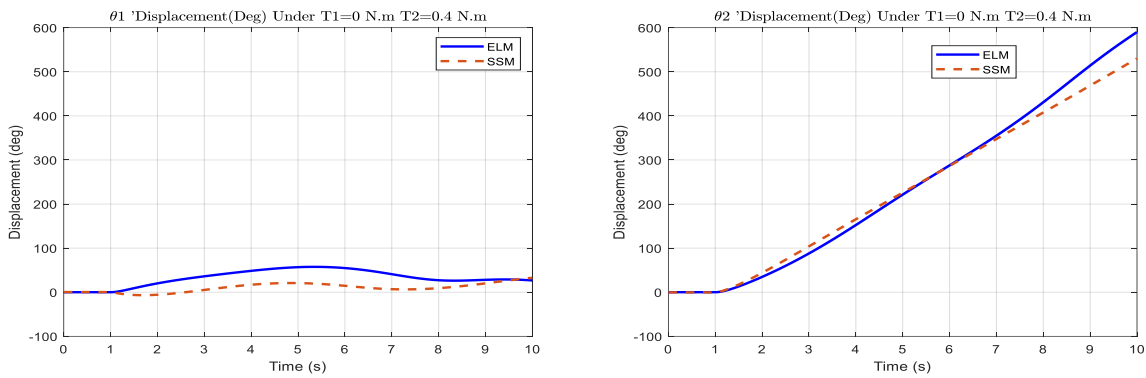 θ1 'Displacement(Deg) Under T1=0 N.m T2=0.4 N.m
600
500
400
300
200
100
0
-100
Displacement (deg)
ELM
SSM
0 1 2 3 4 5 6 7 8 9 10
Time (s)
θ2 'Displacement(Deg) Under T1=0 N.m T2=0.4 N.m
600
500
400
300
200
100
0
-100
Displacement (deg)
ELM
SSM
0 1 2 3 4 5 6 7 8 9 10
Time (s)